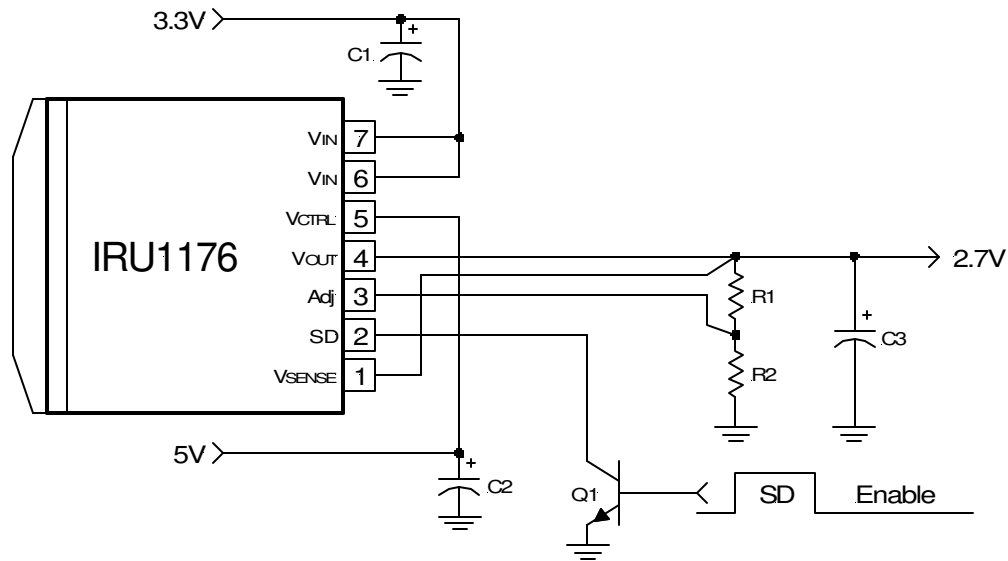 3.3V
C1
VIN 7
VIN 6
VCTRL 5
IRU1176
VOUT 4
2.7V
Adj 3
R1
SD 2
C3
VSENSE 1
R2
5V
C2
Q1
SD
Enable